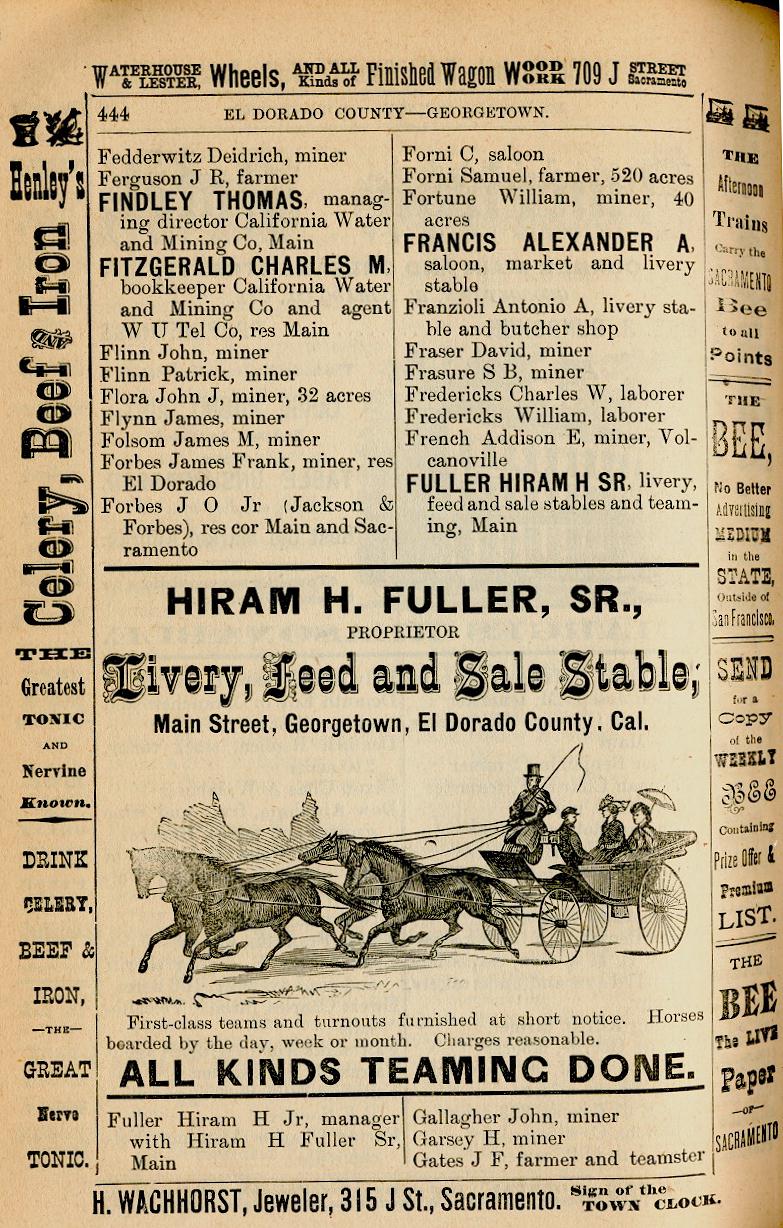 WATERHOUSE & LESTER, Wheels, AND ALL Kinds of Finished Wagon WOOD WORK 709 J STREET Sacramento
444 EL DORADO COUNTY—GEORGETOWN.
Fedderwitz Deidrich, miner
Ferguson J R, farmer
FINDLEY THOMAS, manag-
ing director California Water
and Mining Co, Main
FITZGERALD CHARLES M,
bookkeeper California Water
and Mining Co and agent
W U Tel Co, res Main
Flinn John, miner
Flinn Patrick, miner
Flora John J, miner, 32 acres
Flynn James, miner
Folsom James M, miner
Forbes James Frank, miner, res
El Dorado
Forbes J O Jr (Jackson &
Forbes), res cor Main and Sac-
ramento
Forni C, saloon
Forni Samuel, farmer, 520 acres
Fortune William, miner, 40
acres
FRANCIS ALEXANDER A,
saloon, market and livery
stable
Franzioli Antonio A, livery sta-
ble and butcher shop
Fraser David, miner
Frasure S B, miner
Fredericks Charles W, laborer
Fredericks William, laborer
French Addison E, miner, Vol-
canoville
FULLER HIRAM H SR, livery,
feed and sale stables and team-
ing, Main
HIRAM H. FULLER, SR.,
PROPRIETOR
Livery, Feed and Sale Stable,
Main Street, Georgetown, El Dorado County, Cal.
First-class teams and turnouts furnished at short notice. Horses
boarded by the day, week or month. Charges reasonable.
ALL KINDS TEAMING DONE.
Fuller Hiram H Jr, manager
with Hiram H Fuller Sr,
Main
Gallagher John, miner
Garsey H, miner
Gates J F, farmer and teamster
H. WACHHORST, Jeweler, 315 J St., Sacramento. Sign of the TOWN CLOCK.
Henley's
Celery, Beef AND Iron
THE
Greatest
TONIC
AND
Nervine
Known.
DRINK
CELERY,
BEEF &
IRON,
—THE—
GREAT
Nerve
TONIC.
THE
Afternoon
Trains
Carry the
SACRAMENTO
Bee
to all
Points
THE
BEE,
No Better
Advertising
MEDIUM
in the
STATE,
Outside of
San Francisco.
SEND
for a
Copy
of the
WEEKLY
BEE
Containing
Prize Offer &
Premium
LIST.
THE
BEE
The LIVE
Paper
—OF—
SACRAMENTO